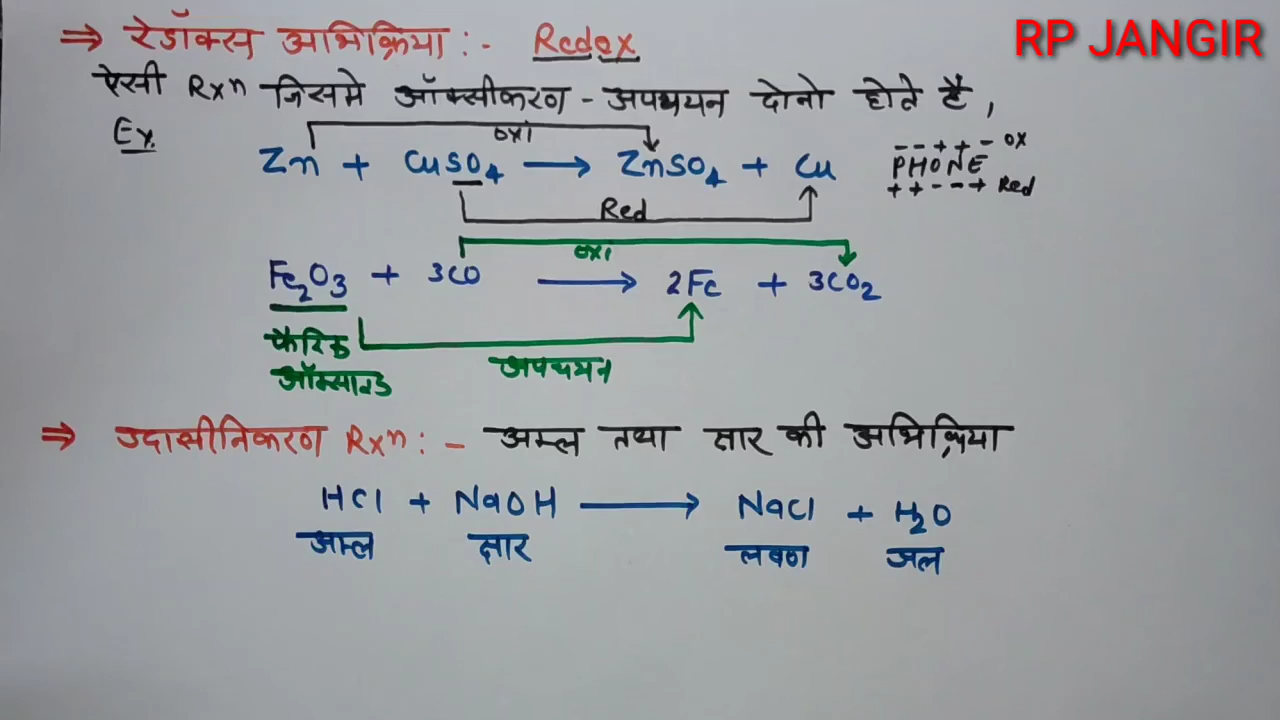 RP JANGIR
⇒ रेडॉक्स अभिक्रिया :- Redox
ऐसी Rxⁿ जिसमे ऑक्सीकरण - अपचयन दोनो होते है,
Ex.
oxi
Zn + CuSO₄ ⟶ ZnSO₄ + Cu
Red
- - + + - ox
PHONE
+ + - - + Red
oxi
Fe₂O₃ + 3CO ⟶ 2Fe + 3CO₂
फैरिक
ऑक्साइड
अपचयन
⇒ उदासीनिकरण Rxⁿ :- अम्ल तथा क्षार की अभिक्रिया
HCl + NaOH ⟶ NaCl + H₂O
अम्ल क्षार लवण जल